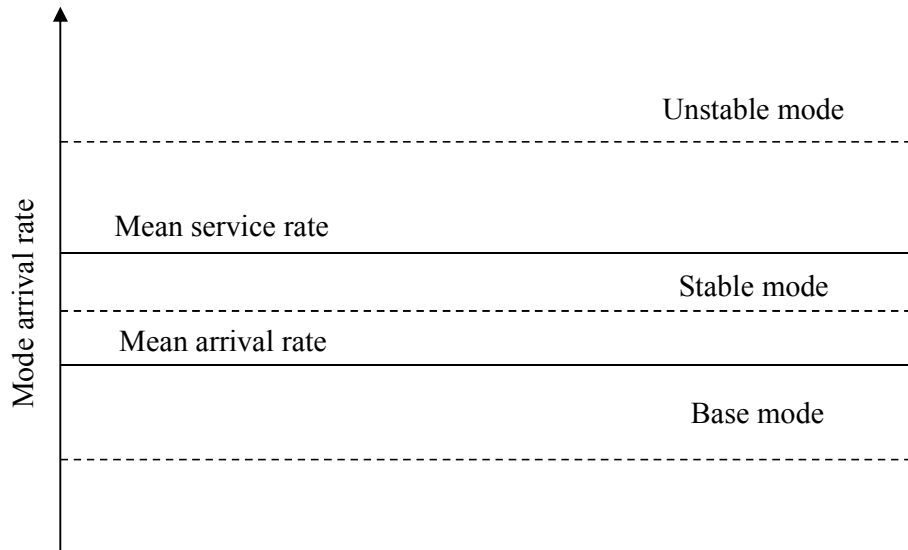 Unstable mode
Mean service rate
Stable mode
Mean arrival rate
Base mode
Mode arrival rate